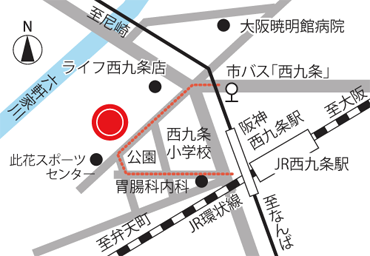 至尼崎
大阪暁明館病院
N
六軒家川
ライフ西九条店
市バス「西九条」
至大阪
阪神
西九条駅
西九条
小学校
公園
此花スポーツ
センター
JR西九条駅
胃腸科内科
至弁天町
JR環状線
至なんば